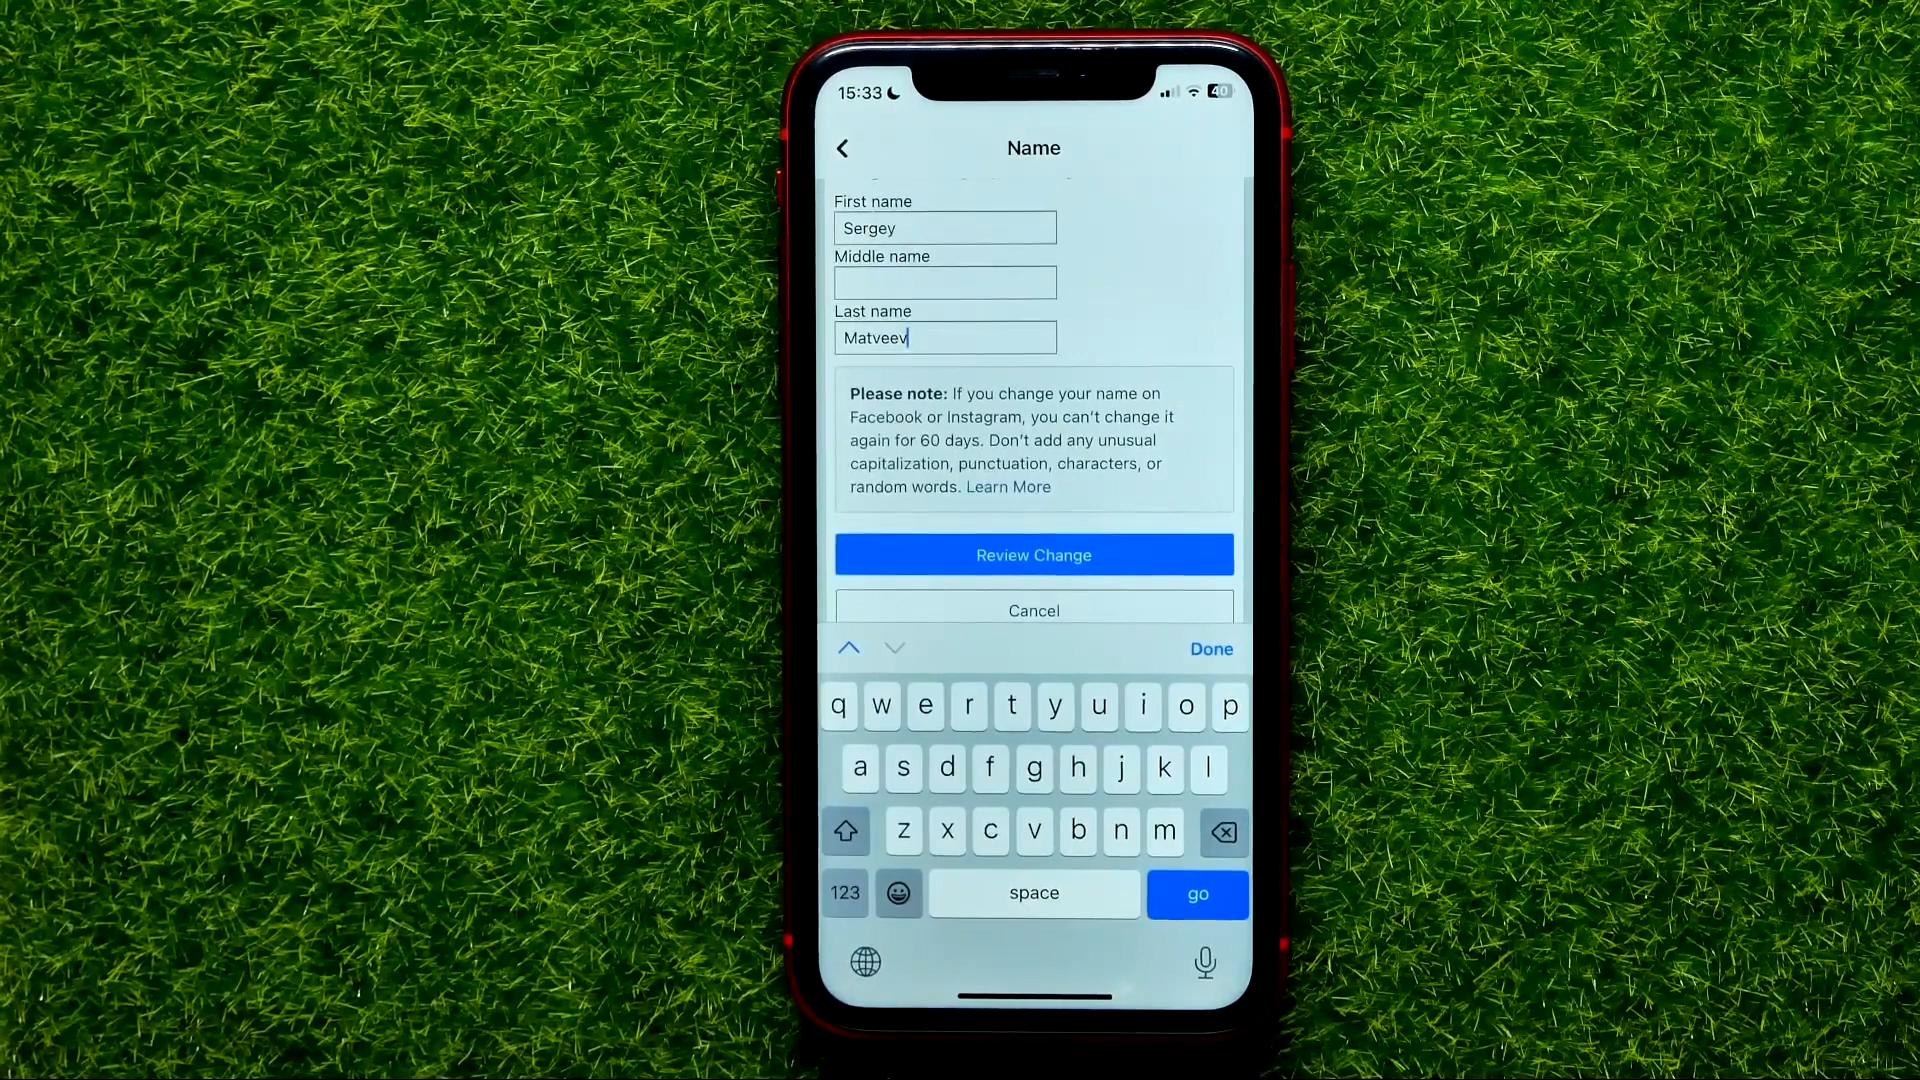 15:33
40
Name
First name
Sergey
Middle name
Last name
Matveev
Please note: If you change your name on
Facebook or Instagram, you can't change it
again for 60 days. Don't add any unusual
capitalization, punctuation, characters, or
random words. Learn More
Review Change
Cancel
Done
q w e r t y u i o p
a s d f g h j k l
z x c v b n m
123 space go